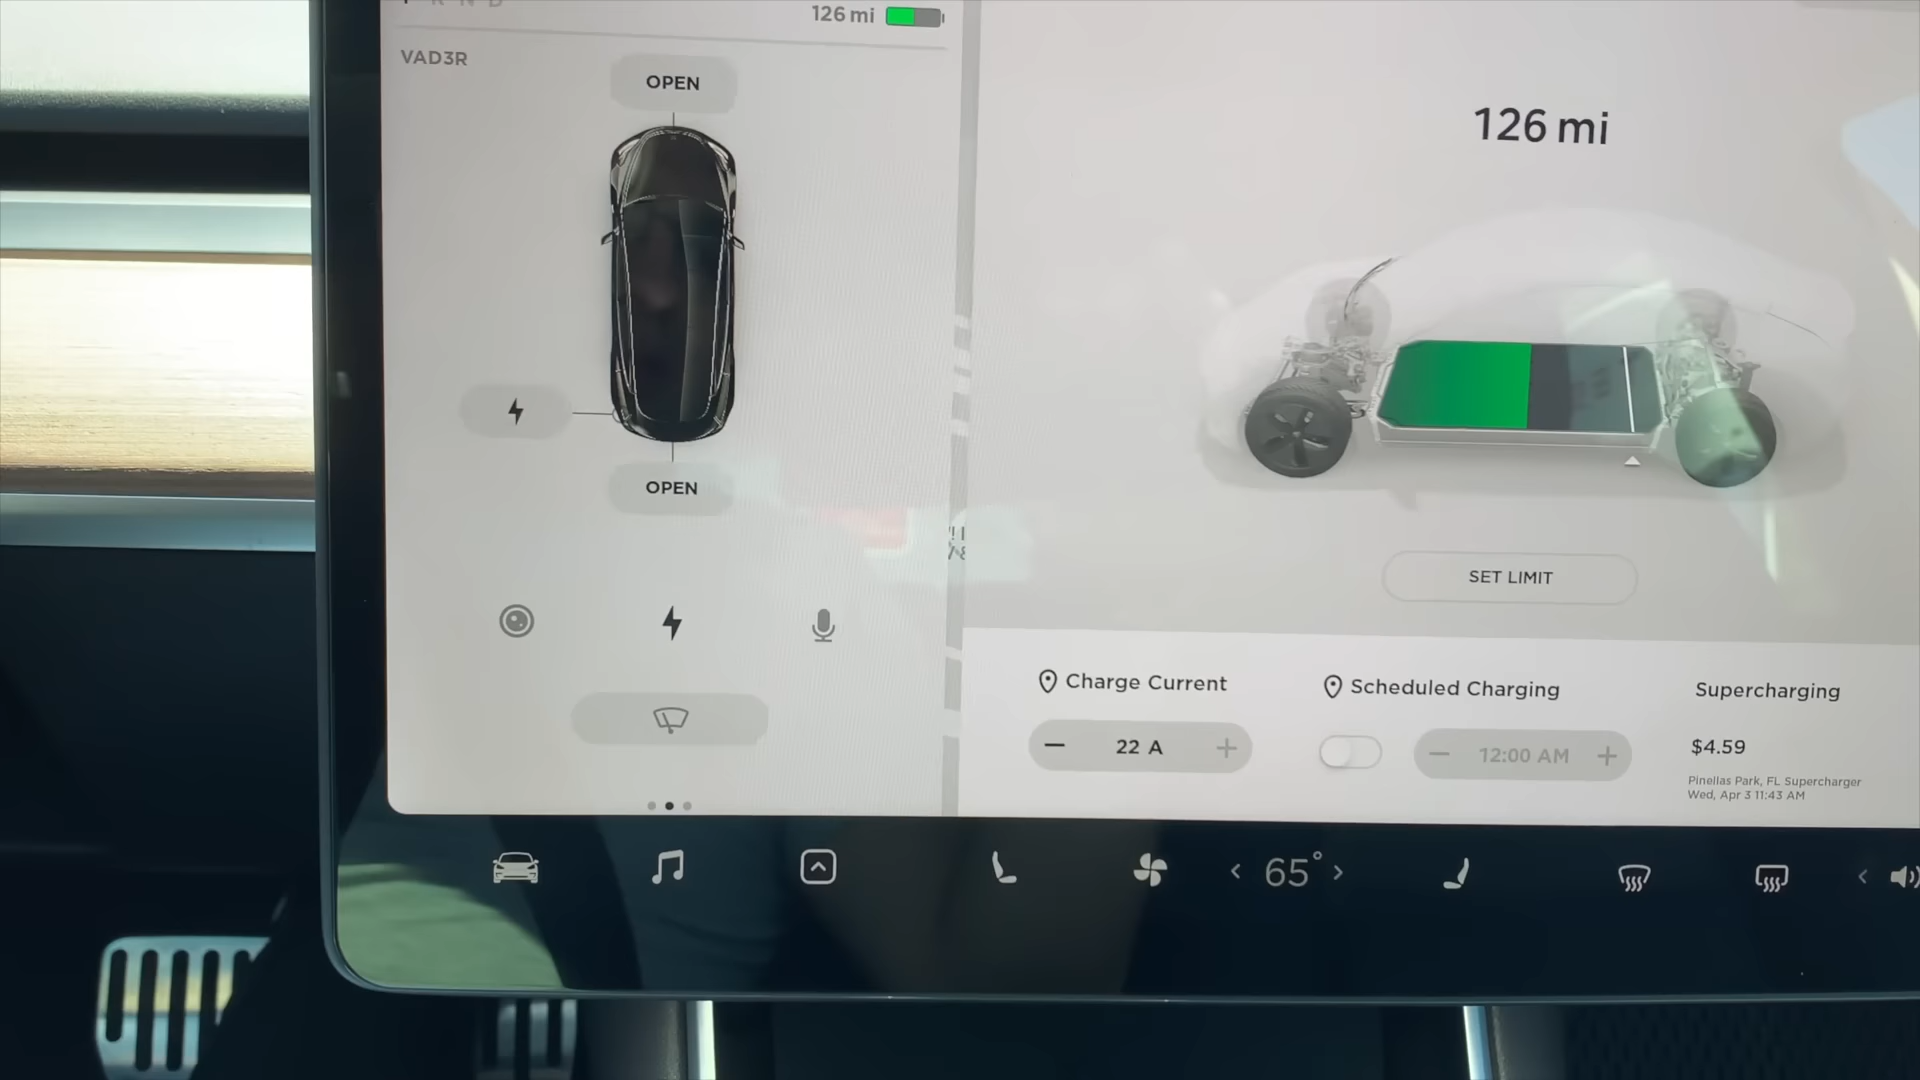 P R N D
126 mi
VAD3R
OPEN
OPEN
126 mi
SET LIMIT
Charge Current
22 A
Scheduled Charging
12:00 AM
Supercharging
$4.59
Pinellas Park, FL Supercharger
Wed, Apr 3 11:43 AM
65°